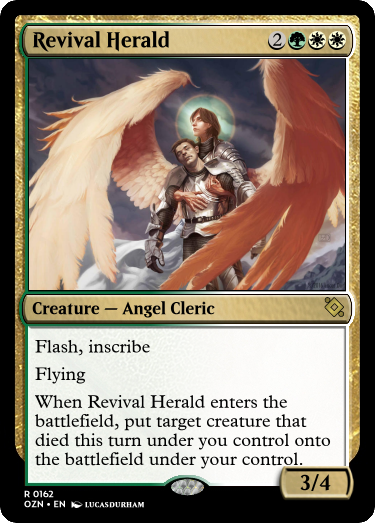 Revival Herald 2
Creature — Angel Cleric
Flash, inscribe
Flying
When Revival Herald enters the
battlefield, put target creature that
died this turn under you control onto
the battlefield under your control.
3/4
R 0162
OZN • EN LUCASDURHAM